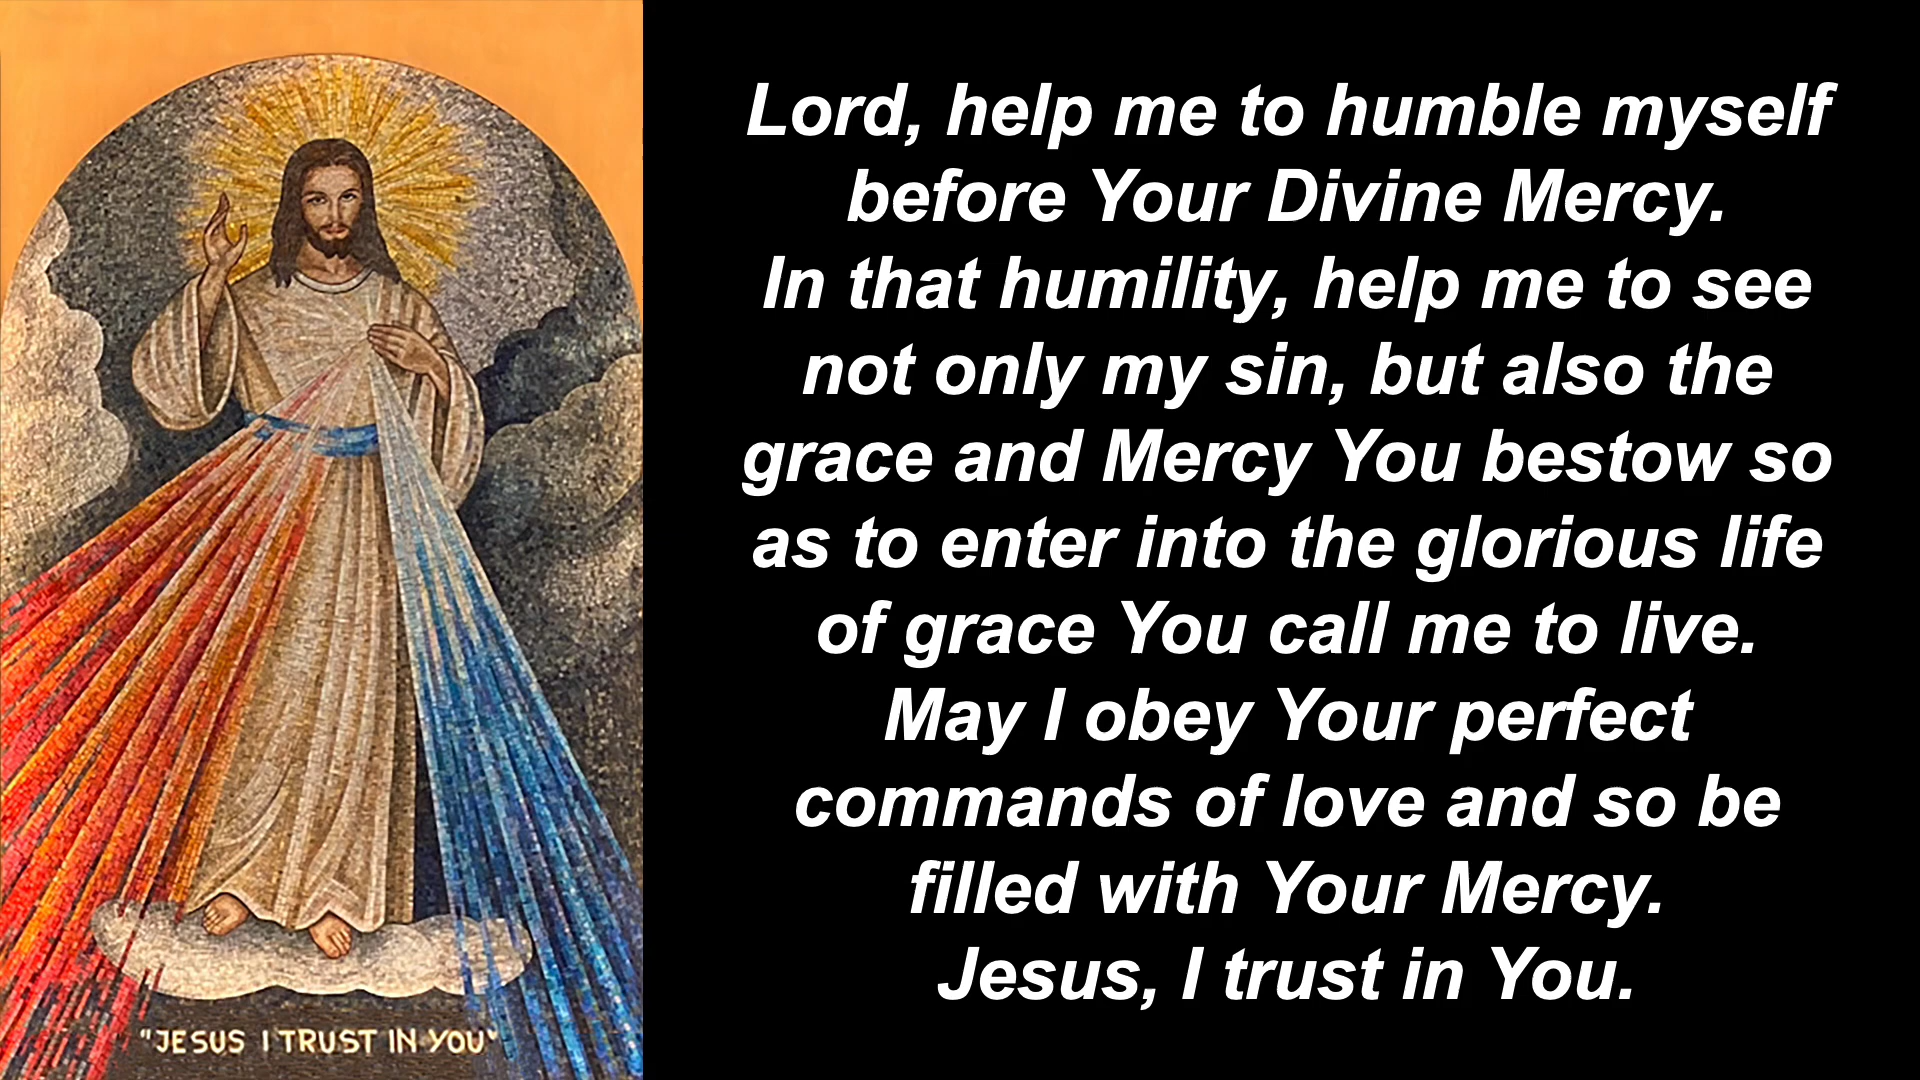 Lord, help me to humble myself
before Your Divine Mercy.
In that humility, help me to see
not only my sin, but also the
grace and Mercy You bestow so
as to enter into the glorious life
of grace You call me to live.
May I obey Your perfect
commands of love and so be
filled with Your Mercy.
Jesus, I trust in You.
"JESUS I TRUST IN YOU"